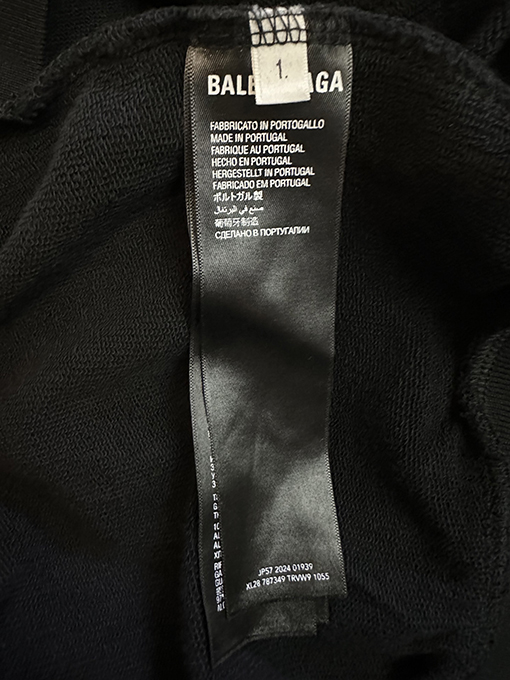 1.
BALE AGA
FABBRICATO IN PORTOGALLO
MADE IN PORTUGAL
FABRIQUE AU PORTUGAL
HECHO EN PORTUGAL
HERGESTELLT IN PORTUGAL
FABRICADO EM PORTUGAL
ポルトガル製
صنع في البرتغال
葡萄牙制造
СДЕЛАНО В ПОРТУГАЛИИ
JP57 2024 01939
XL28 787349 TRVW9 1055